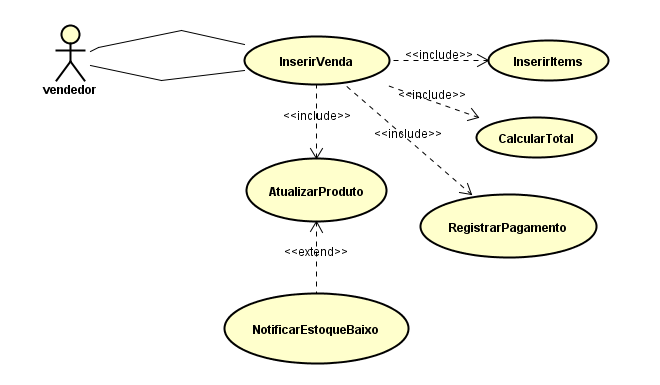 vendedor
InserirVenda
<<include>>
InserirItems
<<include>>
CalcularTotal
<<include>>
<<include>>
AtualizarProduto
RegistrarPagamento
<<extend>>
NotificarEstoqueBaixo